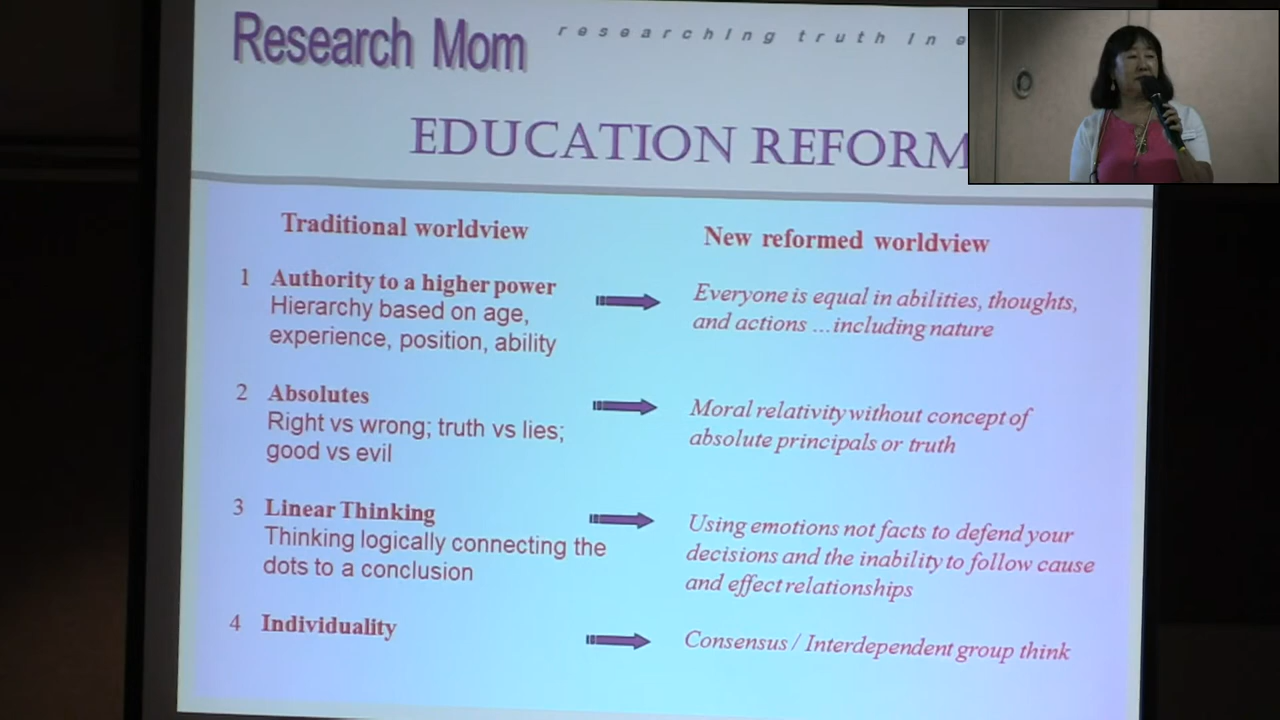 Research Mom
researching truth in e
EDUCATION REFORM
Traditional worldview
New reformed worldview
1 Authority to a higher power
Hierarchy based on age,
experience, position, ability
Everyone is equal in abilities, thoughts,
and actions ...including nature
2 Absolutes
Right vs wrong; truth vs lies;
good vs evil
Moral relativity without concept of
absolute principals or truth
3 Linear Thinking
Thinking logically connecting the
dots to a conclusion
Using emotions not facts to defend your
decisions and the inability to follow cause
and effect relationships
4 Individuality
Consensus / Interdependent group think